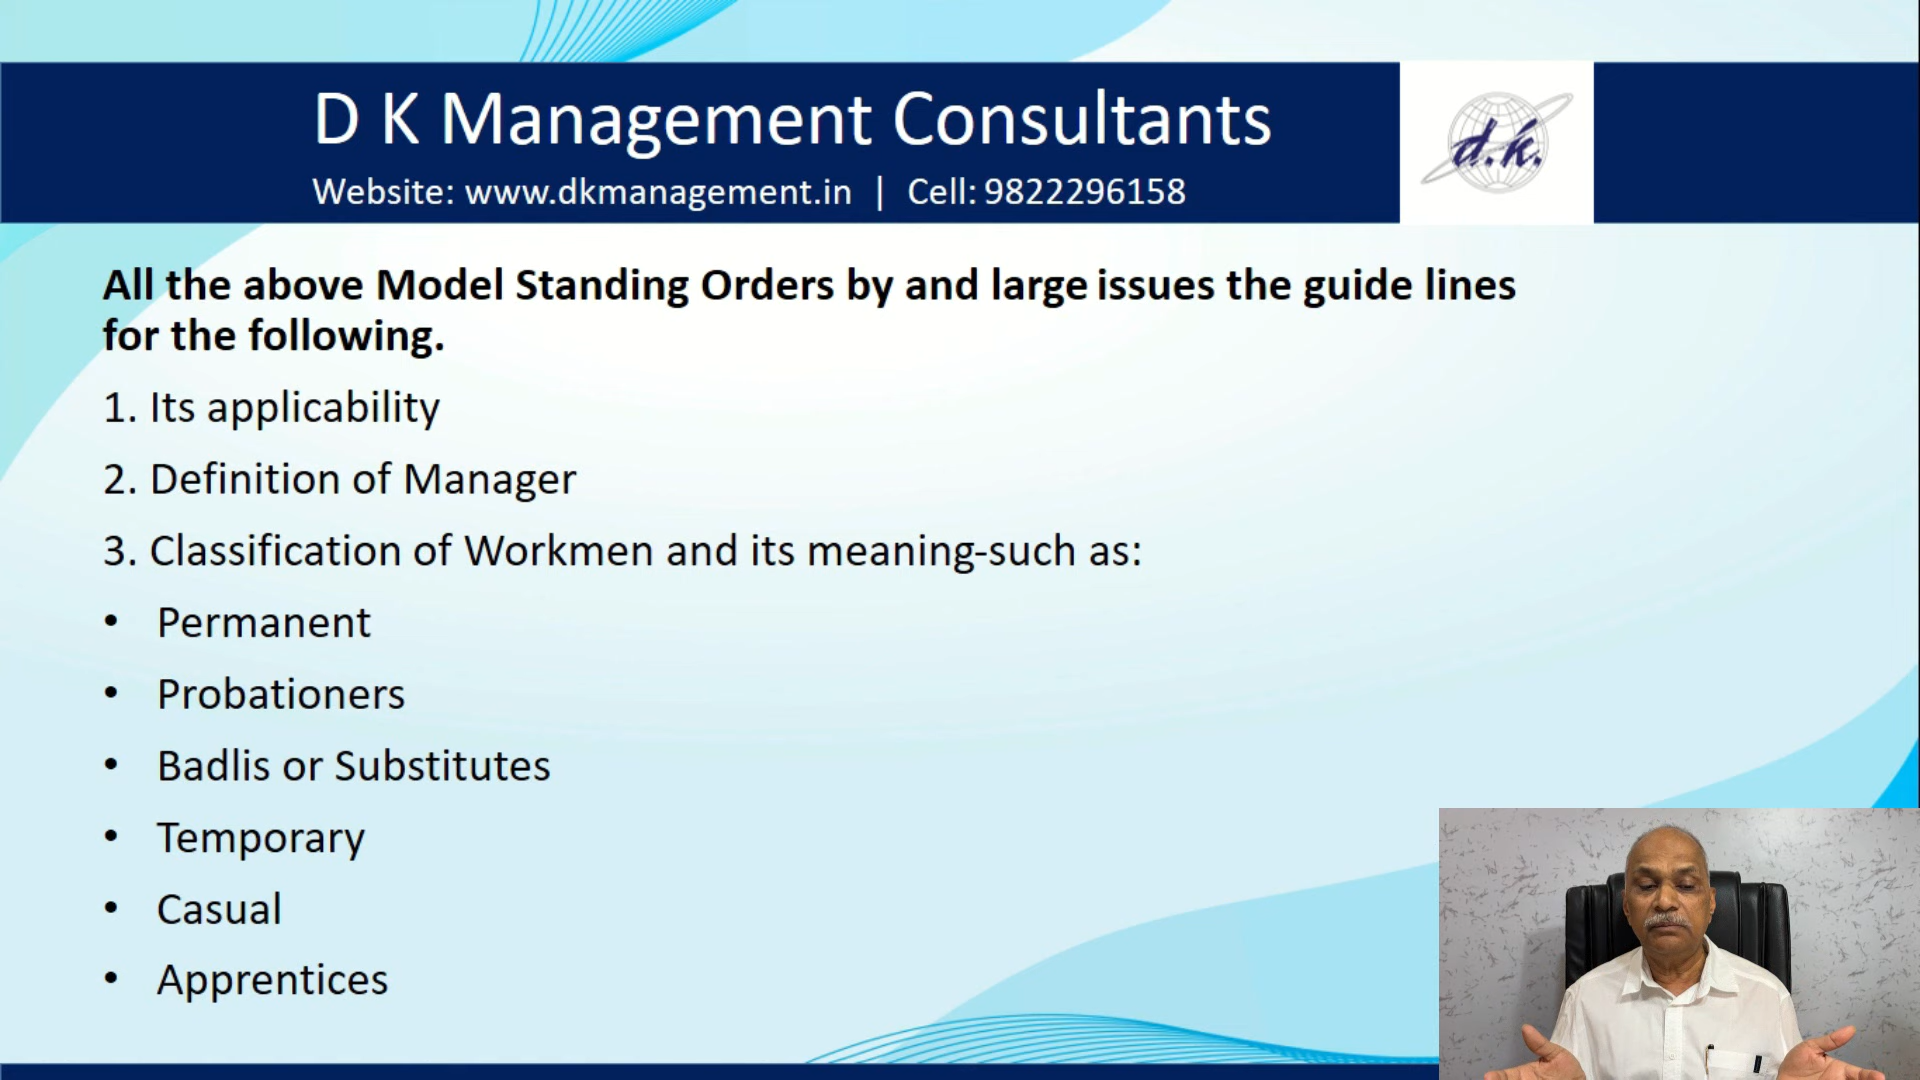 D K Management Consultants
Website: www.dkmanagement.in | Cell: 9822296158
d.k.
All the above Model Standing Orders by and large issues the guide lines
for the following.
1. Its applicability
2. Definition of Manager
3. Classification of Workmen and its meaning-such as:
• Permanent
• Probationers
• Badlis or Substitutes
• Temporary
• Casual
• Apprentices